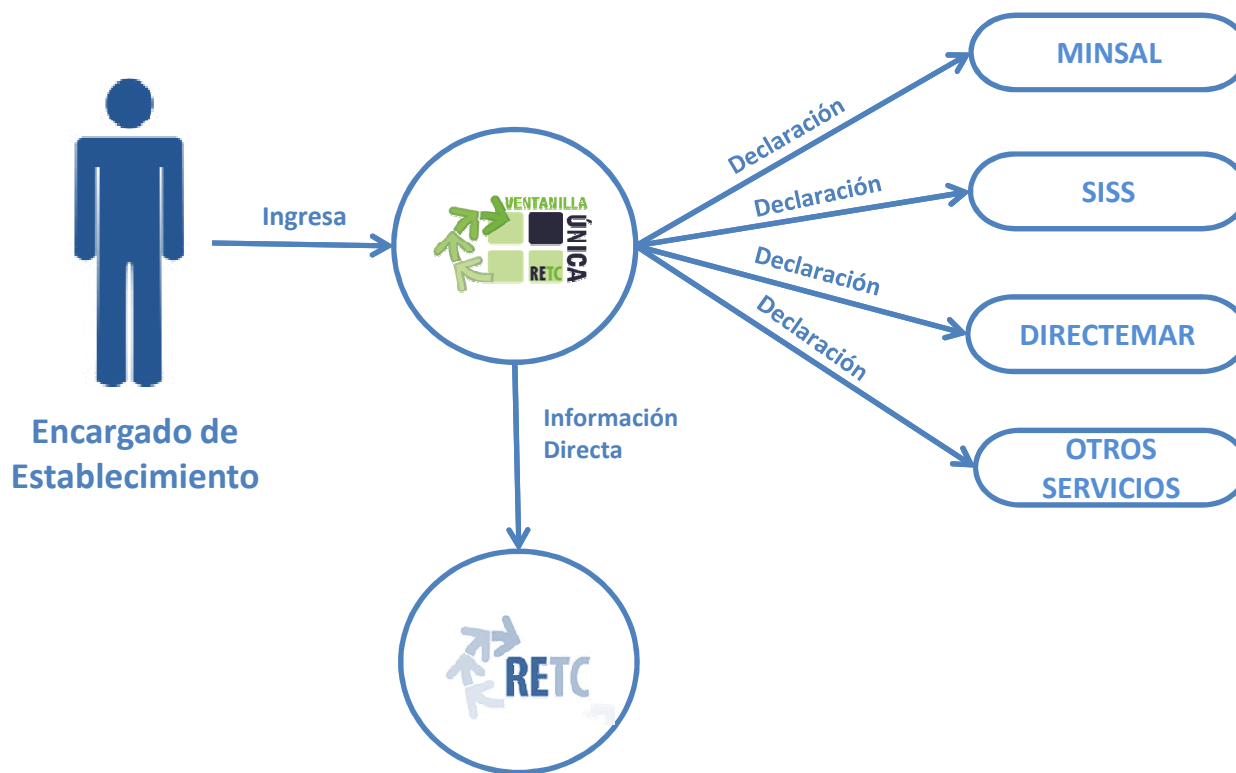 MINSAL
Declaración
SISS
Declaración
Ingresa
VENTANILLA
ÚNICA
RETC
Declaración
DIRECTEMAR
Declaración
Encargado de
Establecimiento
Información
Directa
OTROS
SERVICIOS
RETC